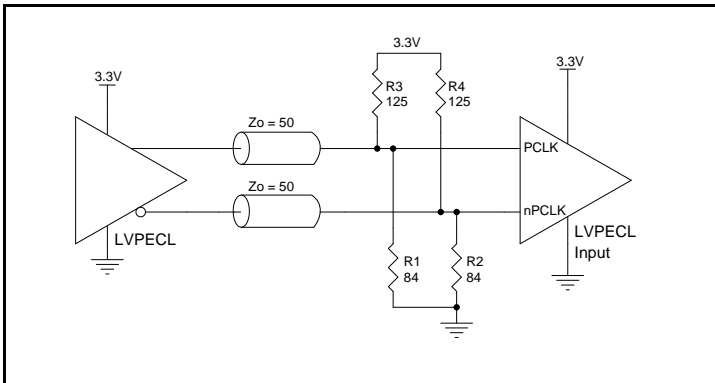 3.3V
3.3V
3.3V
R3
125
R4
125
Zo = 50
PCLK
Zo = 50
nPCLK
LVPECL
LVPECL
Input
R1
84
R2
84